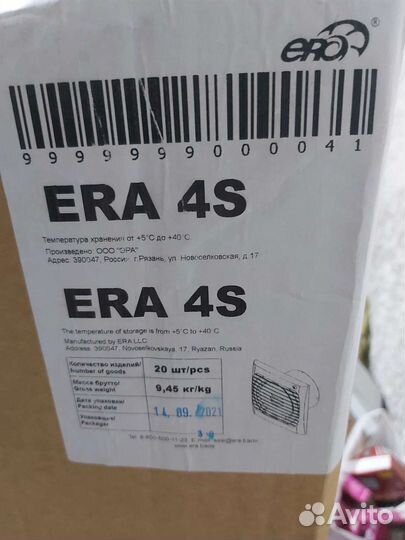 era®
9999999000041
ERA 4S
Температура хранения от +5°C до +40°C
Произведено: ООО "ЭРА"
Адрес: 390047, Россия г.Рязань, ул. Новоселковская, д.17
ERA 4S
The temperature of storage is from +5°C to +40 C
Manufactured by ERA LLC
Address: 390047, Novoselkovskaya, 17, Ryazan, Russia
Количество изделий/ Number of goods 20 шт/pcs
Масса брутто/ Gross weight 9,45 кг/kg
Дата упаковки/ Packing date 14.09.2021
Упаковщик/ Packager
Avito